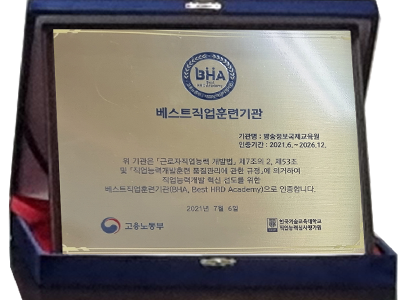 BHA
Best
HRD Academy
베스트직업훈련기관
기관명 : 방송정보국제교육원
인증기간 : 2021.6.~2026.12.
위 기관은 「근로자직업능력 개발법」 제7조의 2, 제53조
및 「직업능력개발훈련 품질관리에 관한 규정」에 의거하여
직업능력개발 혁신 선도를 위한
베스트직업훈련기관(BHA, Best HRD Academy)으로 인증합니다.
2021년 7월 6일
고용노동부
한국기술교육대학교
직업능력심사평가원